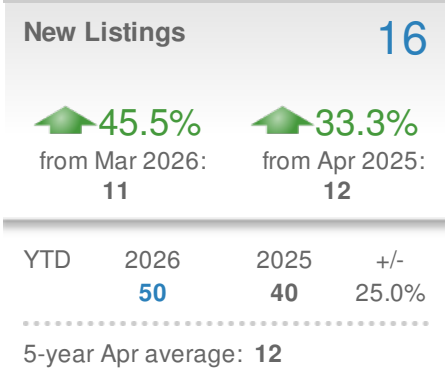 New Listings 16
45.5% 33.3%
from Mar 2026: from Apr 2025:
11 12
YTD 2026 2025 +/-
50 40 25.0%
5-year Apr average: 12